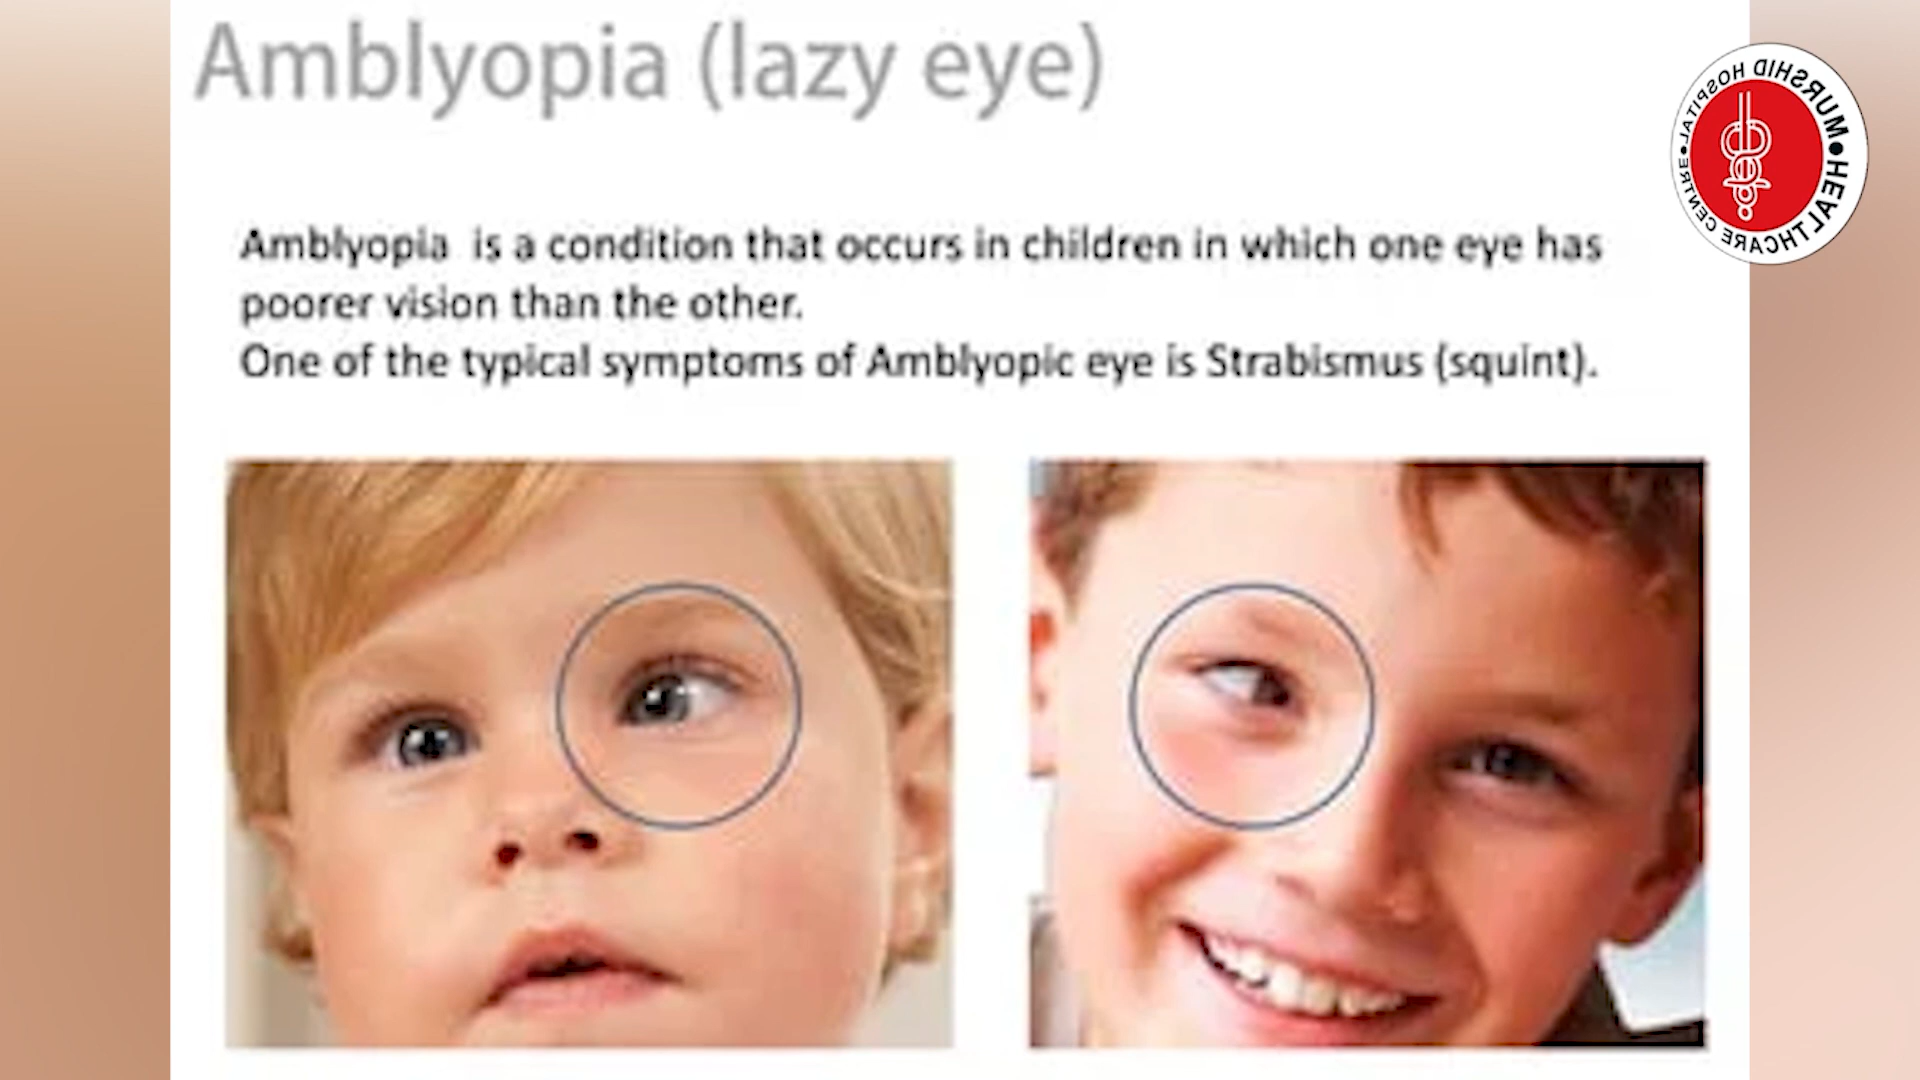 Amblyopia (lazy eye)
Amblyopia is a condition that occurs in children in which one eye has
poorer vision than the other.
One of the typical symptoms of Amblyopic eye is Strabismus (squint).
MURSHID HOSPITAL
HEALTHCARE CENTRE